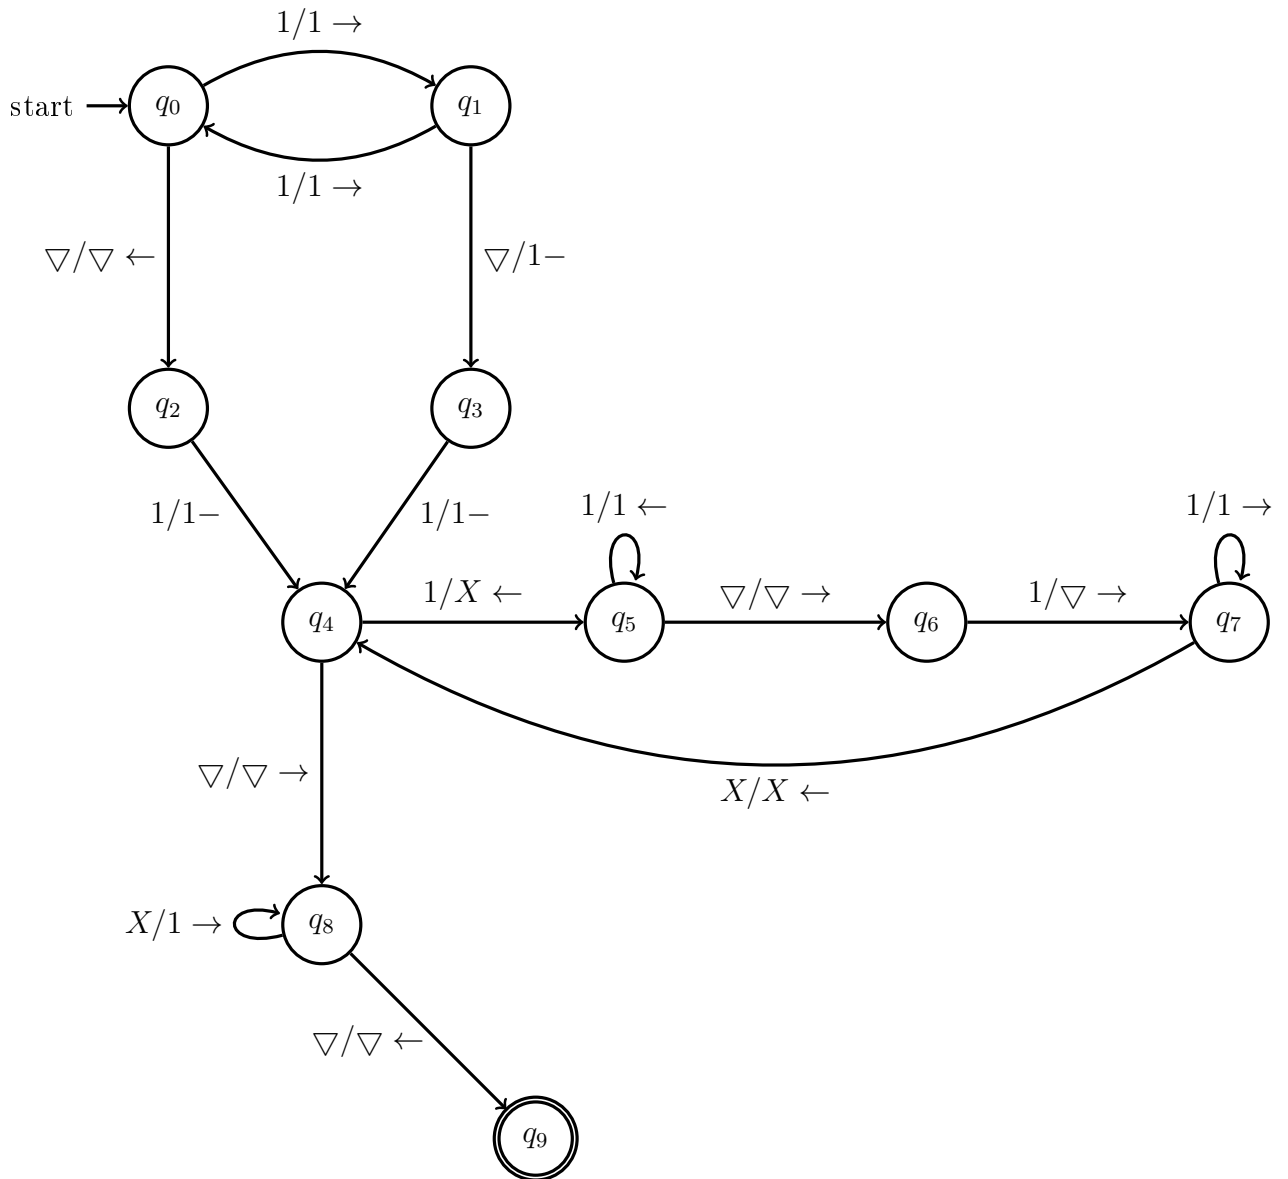 1/1 →
start q₀ q₁
1/1 →
▽/▽ ← ▽/1−
q₂ q₃
1/1− 1/1− 1/1 ← 1/1 →
1/X ← ▽/▽ → 1/▽ →
q₄ q₅ q₆ q₇
▽/▽ → X/X ←
X/1 → q₈
▽/▽ ←
q₉